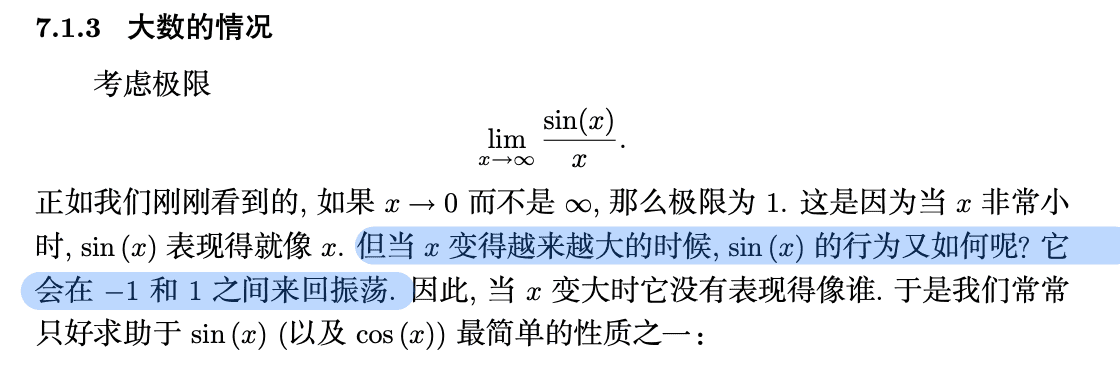 7.1.3 大数的情况
考虑极限
lim x→∞ sin(x)/x.
正如我们刚刚看到的, 如果 x → 0 而不是 ∞, 那么极限为 1. 这是因为当 x 非常小
时, sin (x) 表现得就像 x. 但当 x 变得越来越大的时候, sin (x) 的行为又如何呢? 它
会在 −1 和 1 之间来回振荡. 因此, 当 x 变大时它没有表现得像谁. 于是我们常常
只好求助于 sin (x) (以及 cos (x)) 最简单的性质之一：